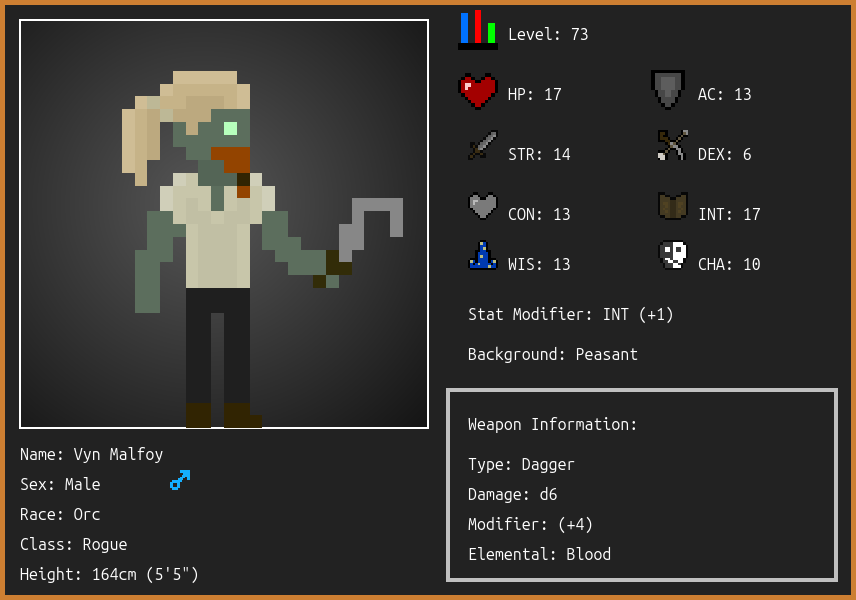 Level: 73
HP: 17
AC: 13
STR: 14
DEX: 6
CON: 13
INT: 17
WIS: 13
CHA: 10
Stat Modifier: INT (+1)
Background: Peasant
Weapon Information:
Type: Dagger
Damage: d6
Modifier: (+4)
Elemental: Blood
Name: Vyn Malfoy
Sex: Male
Race: Orc
Class: Rogue
Height: 164cm (5'5")